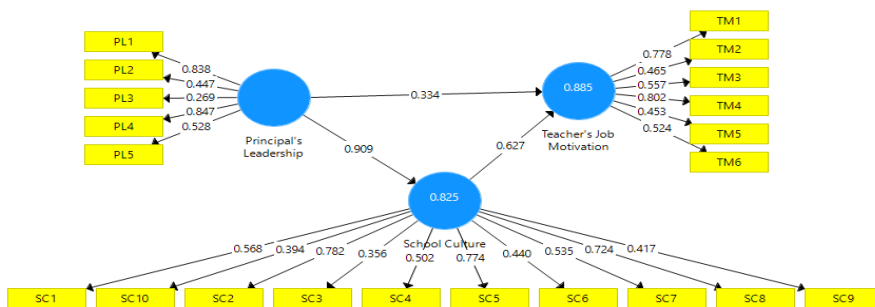 PL1
PL2
PL3
PL4
PL5
0.838
0.447
0.269
0.847
0.528
Principal's
Leadership
0.334
0.909
0.885
Teacher's Job
Motivation
0.627
0.778
0.465
0.557
0.802
0.453
0.524
TM1
TM2
TM3
TM4
TM5
TM6
0.825
School Culture
0.568
0.394
0.782
0.356
0.502
0.774
0.440
0.535
0.724
0.417
SC1
SC10
SC2
SC3
SC4
SC5
SC6
SC7
SC8
SC9